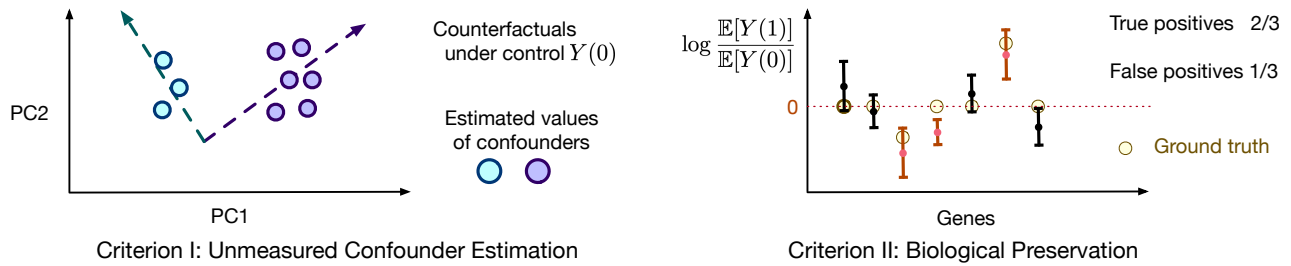 PC2
PC1
Counterfactuals
under control Y(0)
Estimated values
of confounders
Criterion I: Unmeasured Confounder Estimation
log 𝔼[Y(1)] / 𝔼[Y(0)]
0
Genes
True positives 2/3
False positives 1/3
Ground truth
Criterion II: Biological Preservation